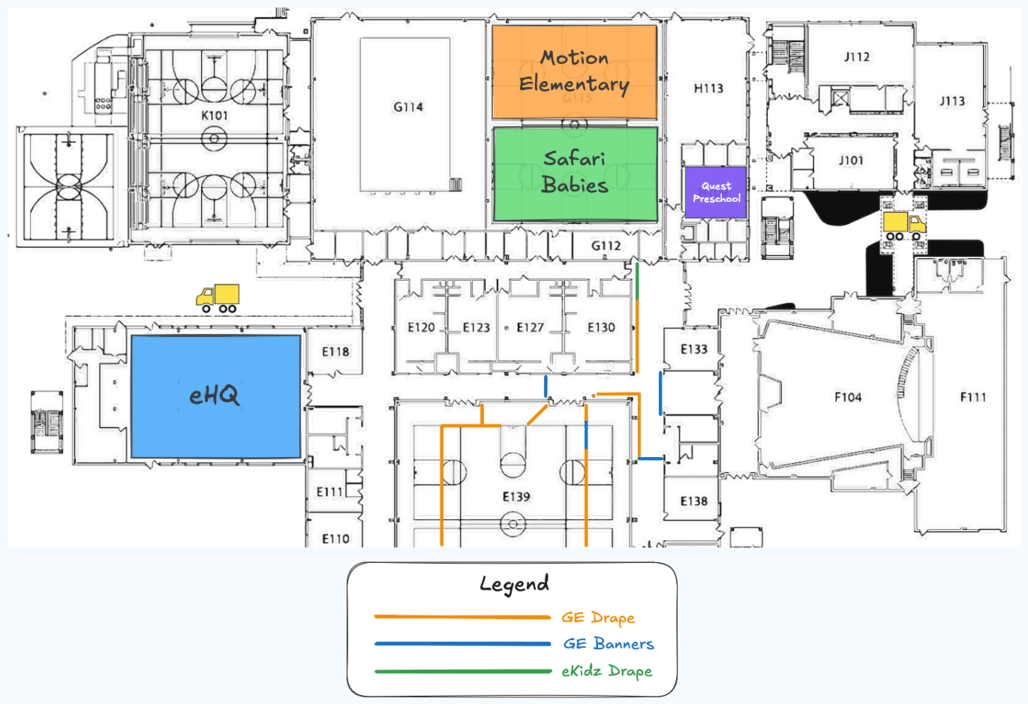 Motion
Elementary
G115
K101
G114
H113
J112
J113
J101
Safari
Babies
Quest
Preschool
G112
E120
E123
E127
E130
E118
E133
eHQ
F104
F111
E139
E111
E138
E110
Legend
GE Drape
GE Banners
eKidz Drape